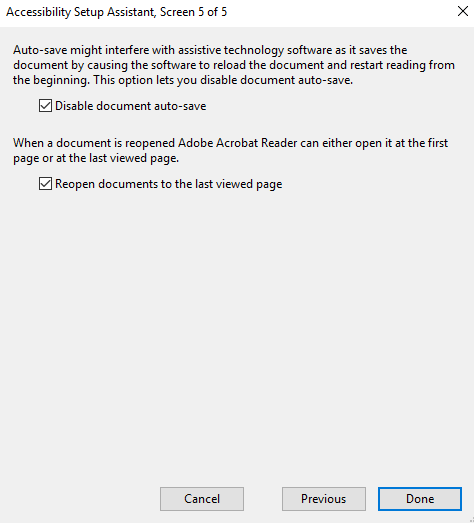 Accessibility Setup Assistant, Screen 5 of 5
Auto-save might interfere with assistive technology software as it saves the
document by causing the software to reload the document and restart reading from
the beginning. This option lets you disable document auto-save.
Disable document auto-save
When a document is reopened Adobe Acrobat Reader can either open it at the first
page or at the last viewed page.
Reopen documents to the last viewed page
Cancel Previous Done